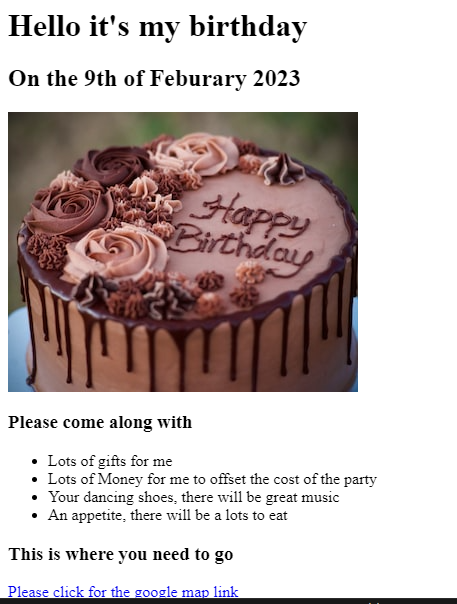 Hello it's my birthday
On the 9th of Feburary 2023
Happy
Birthday
Please come along with
Lots of gifts for me
Lots of Money for me to offset the cost of the party
Your dancing shoes, there will be great music
An appetite, there will be a lots to eat
This is where you need to go
Please click for the google map link